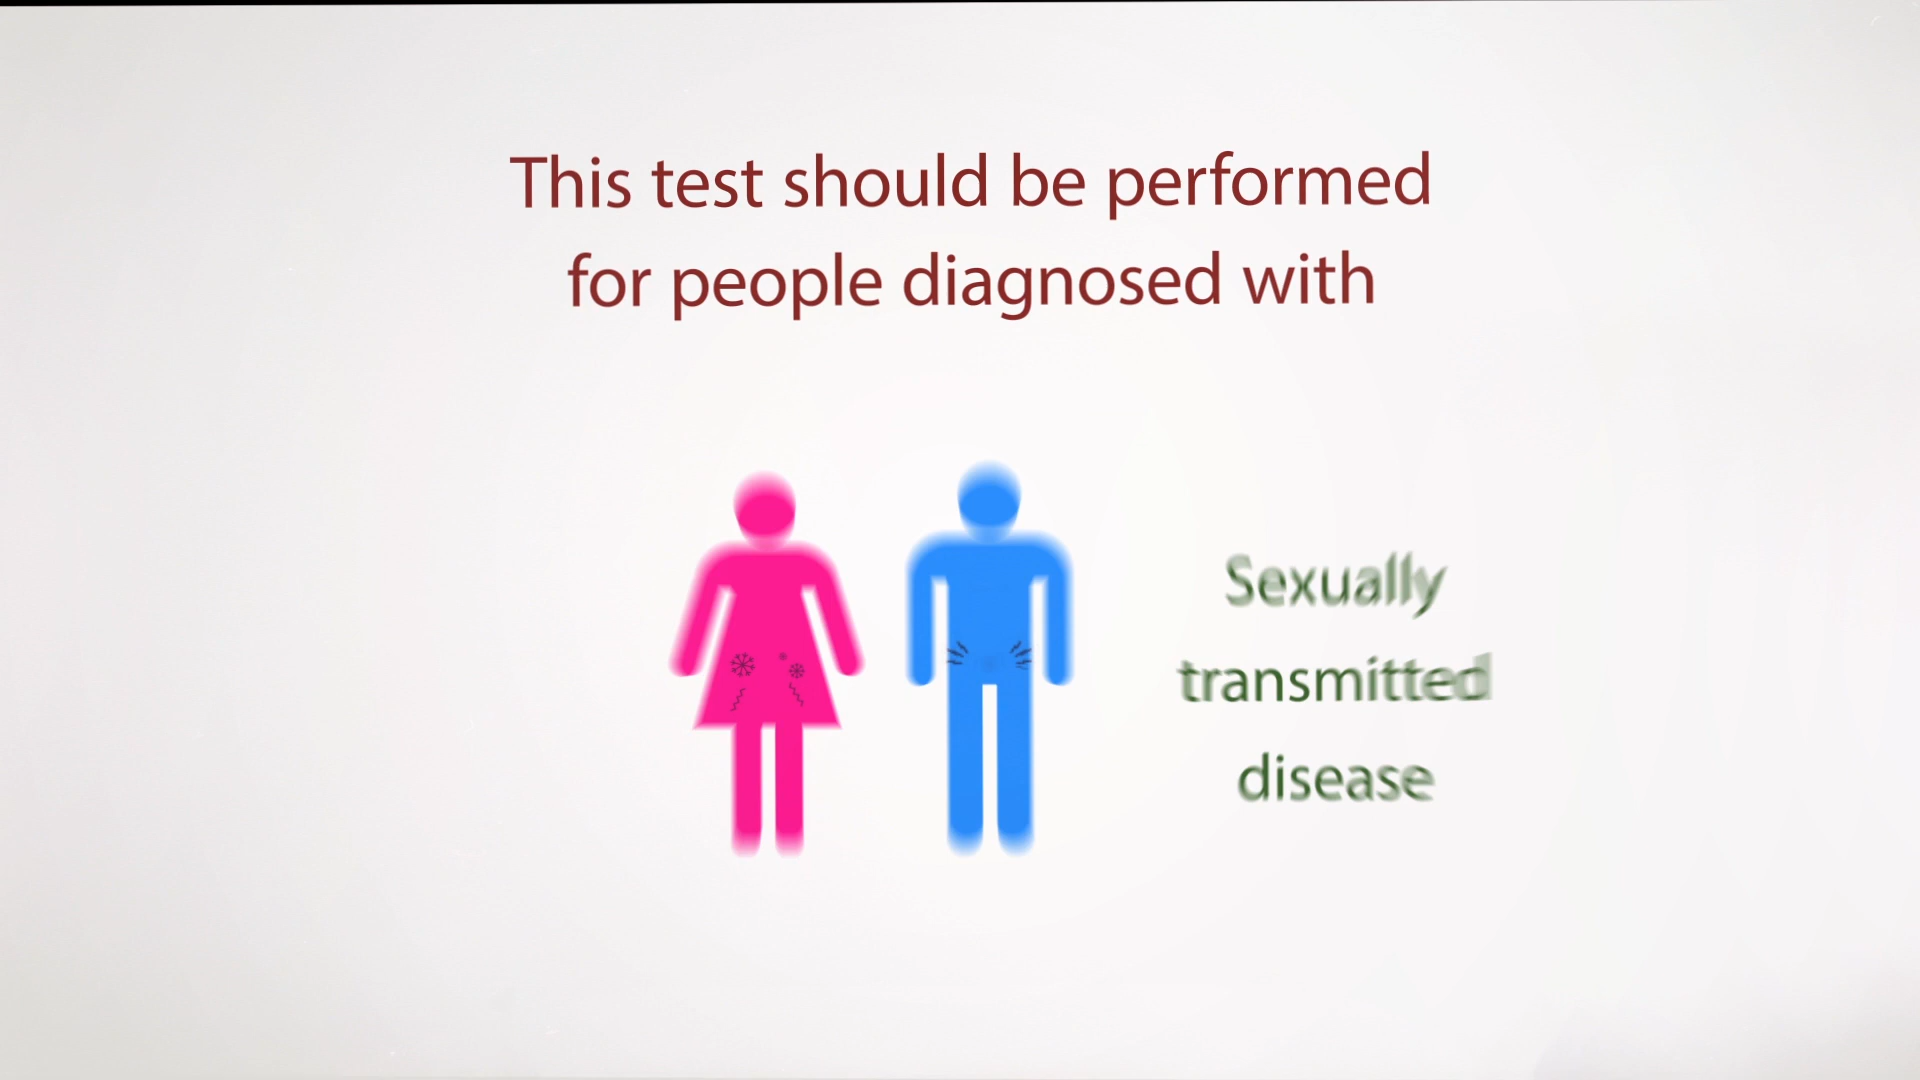 This test should be performed
for people diagnosed with
Sexually
transmitted
disease